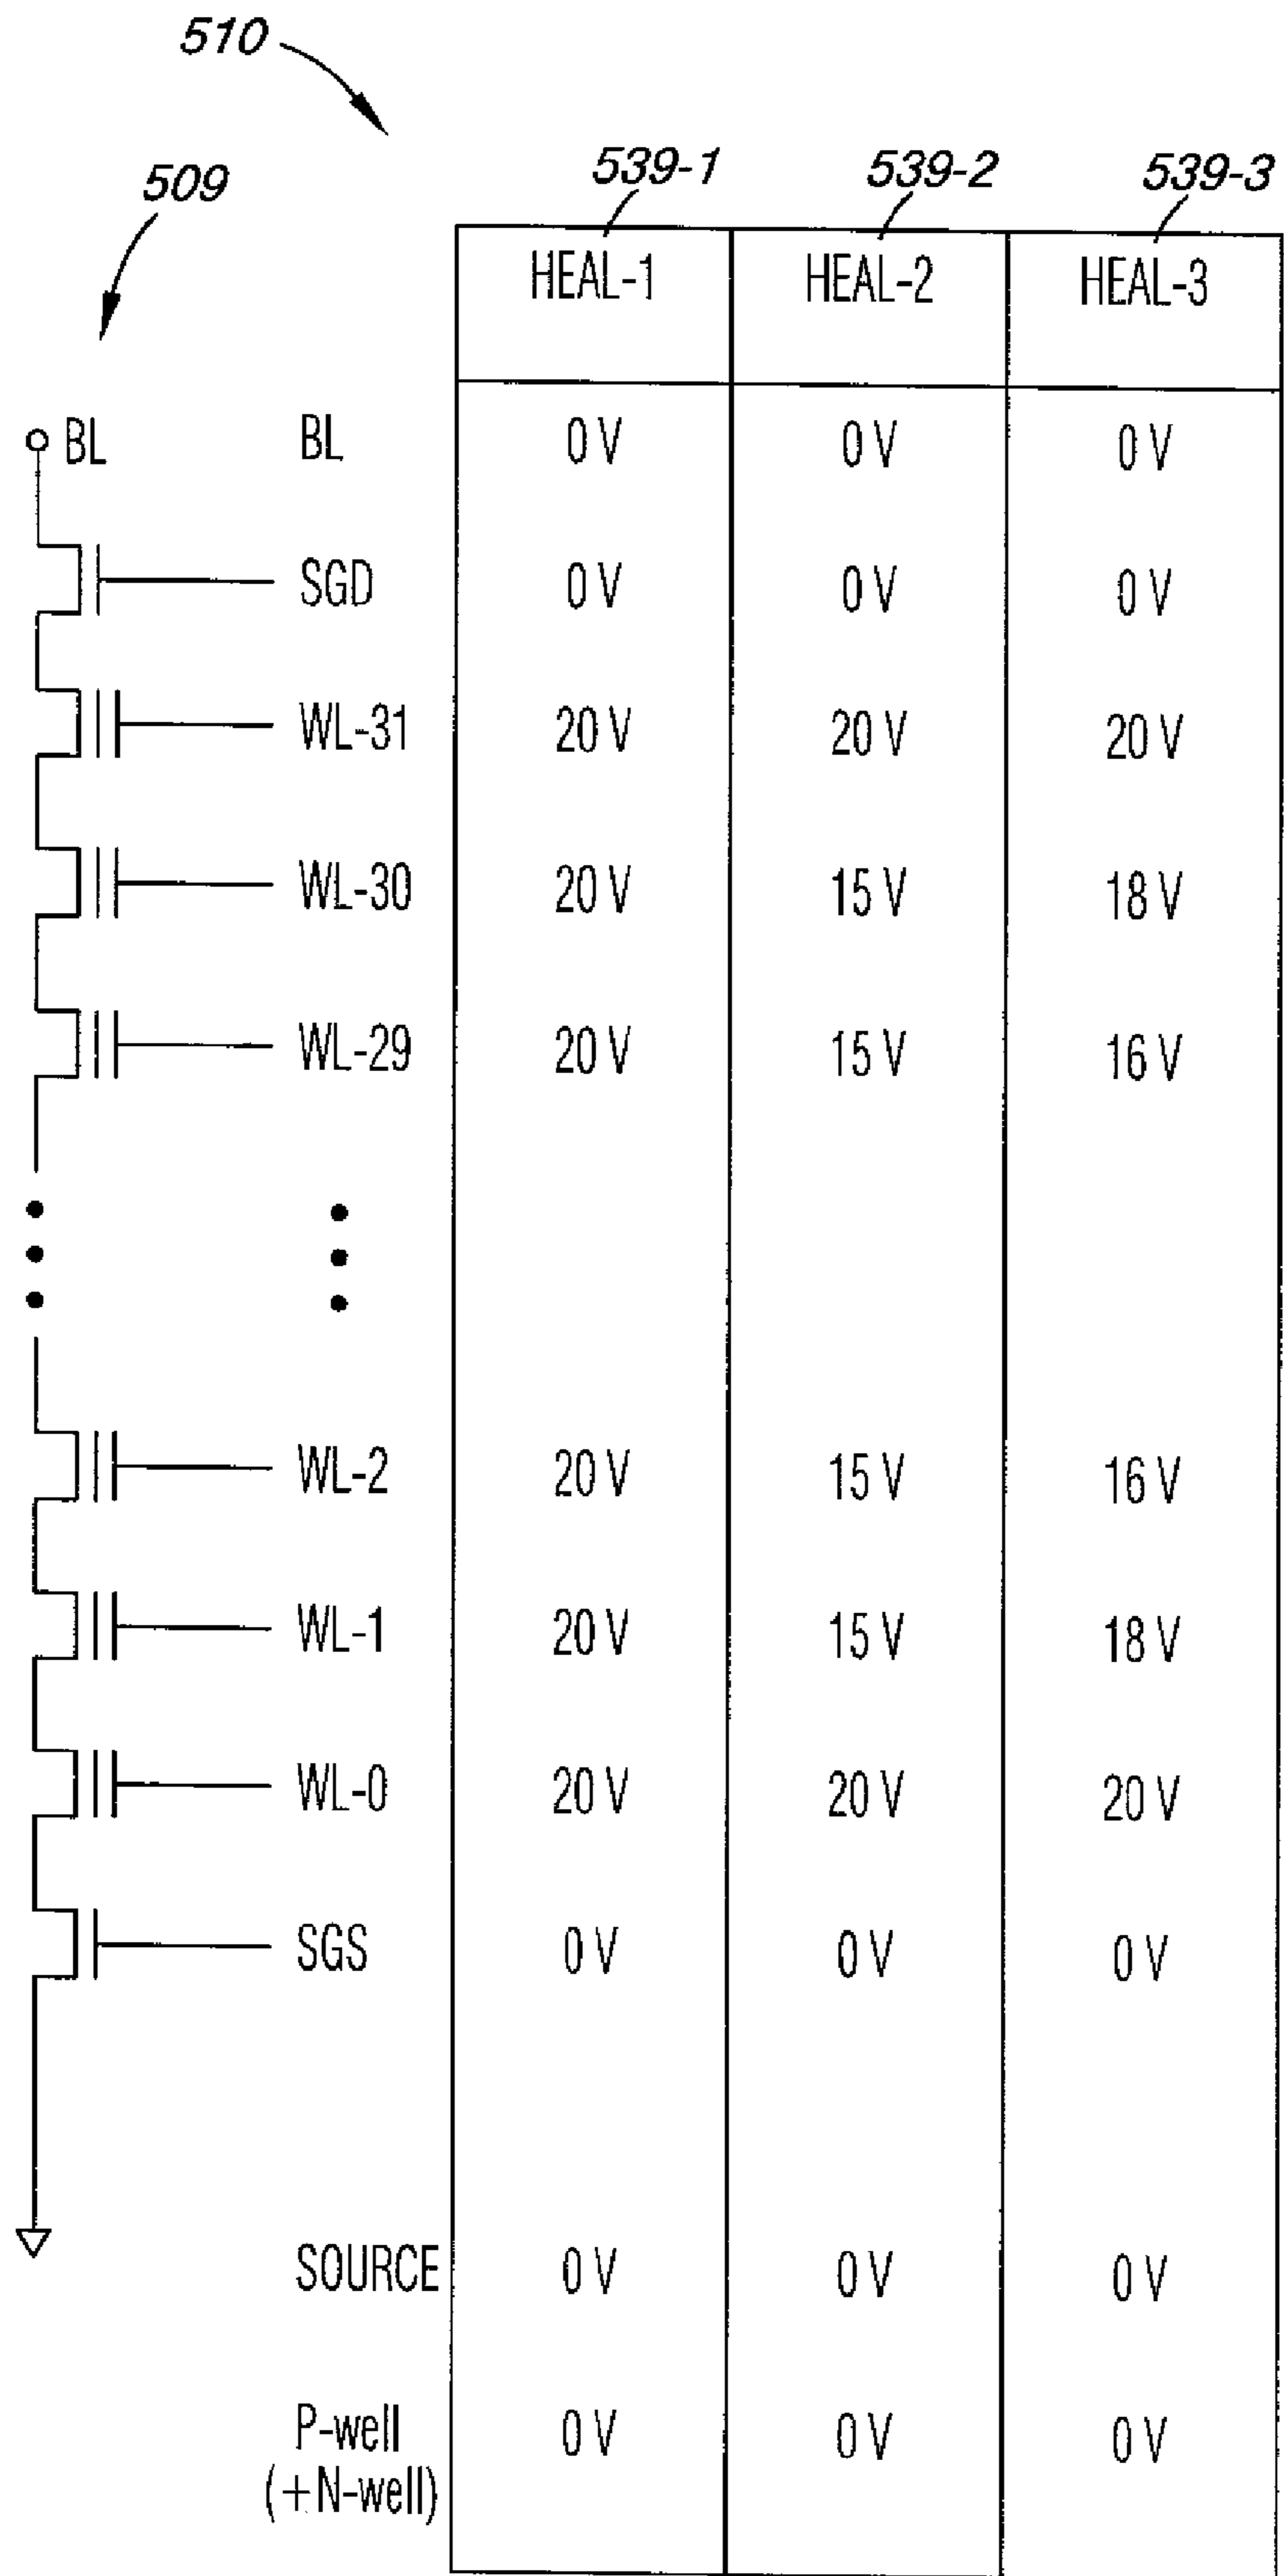 510
509
539-1 539-2 539-3
HEAL-1 HEAL-2 HEAL-3
BL BL 0 V 0 V 0 V
SGD 0 V 0 V 0 V
WL-31 20 V 20 V 20 V
WL-30 20 V 15 V 18 V
WL-29 20 V 15 V 16 V
WL-2 20 V 15 V 16 V
WL-1 20 V 15 V 18 V
WL-0 20 V 20 V 20 V
SGS 0 V 0 V 0 V
SOURCE 0 V 0 V 0 V
P-well 0 V 0 V 0 V
(+N-well)